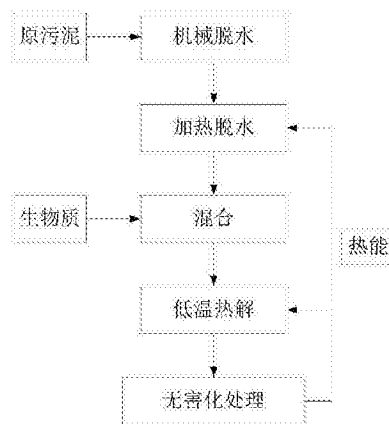 原污泥
机械脱水
加热脱水
生物质
混合
热能
低温热解
无害化处理